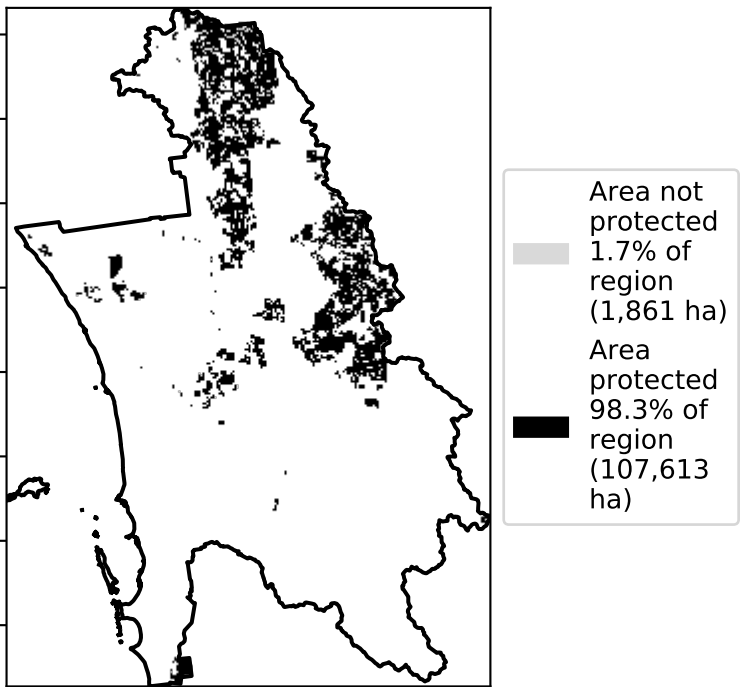 Area not
protected
1.7% of
region
(1,861 ha)
Area
protected
98.3% of
region
(107,613
ha)